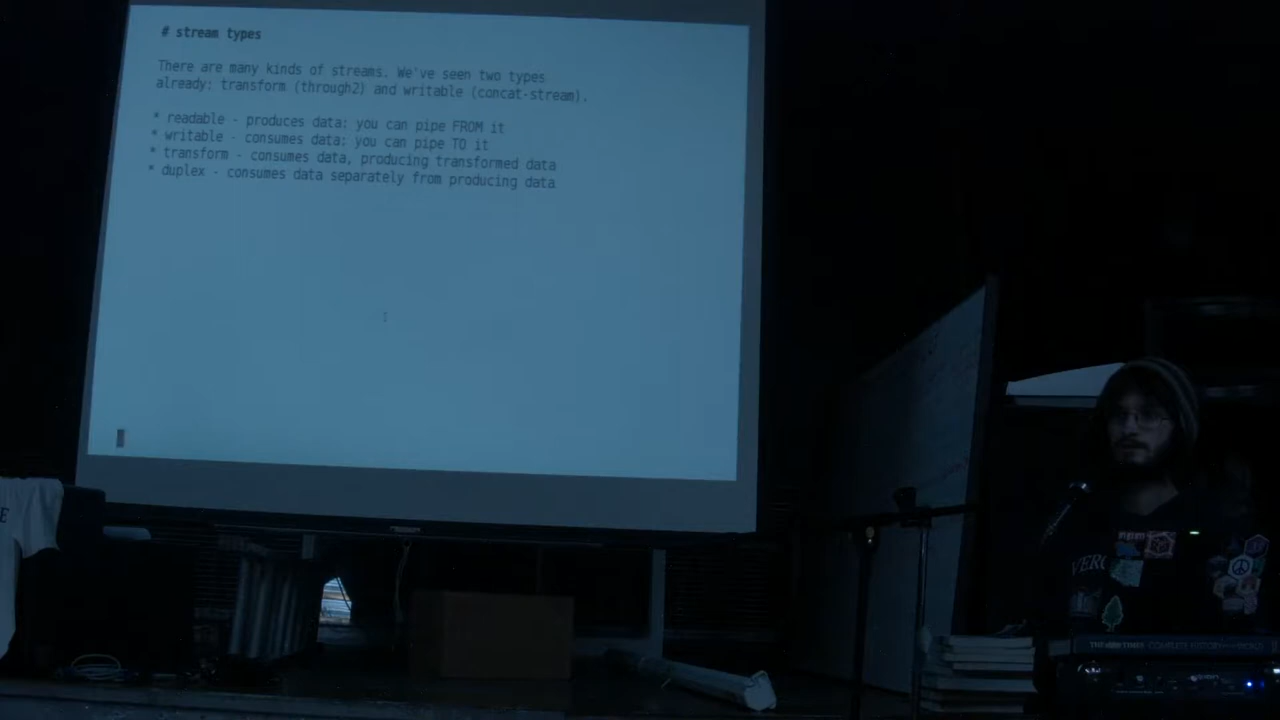 # stream types
There are many kinds of streams. We've seen two types
already: transform (through2) and writable (concat-stream).
* readable - produces data: you can pipe FROM it
* writable - consumes data: you can pipe TO it
* transform - consumes data, producing transformed data
* duplex - consumes data separately from producing data
E